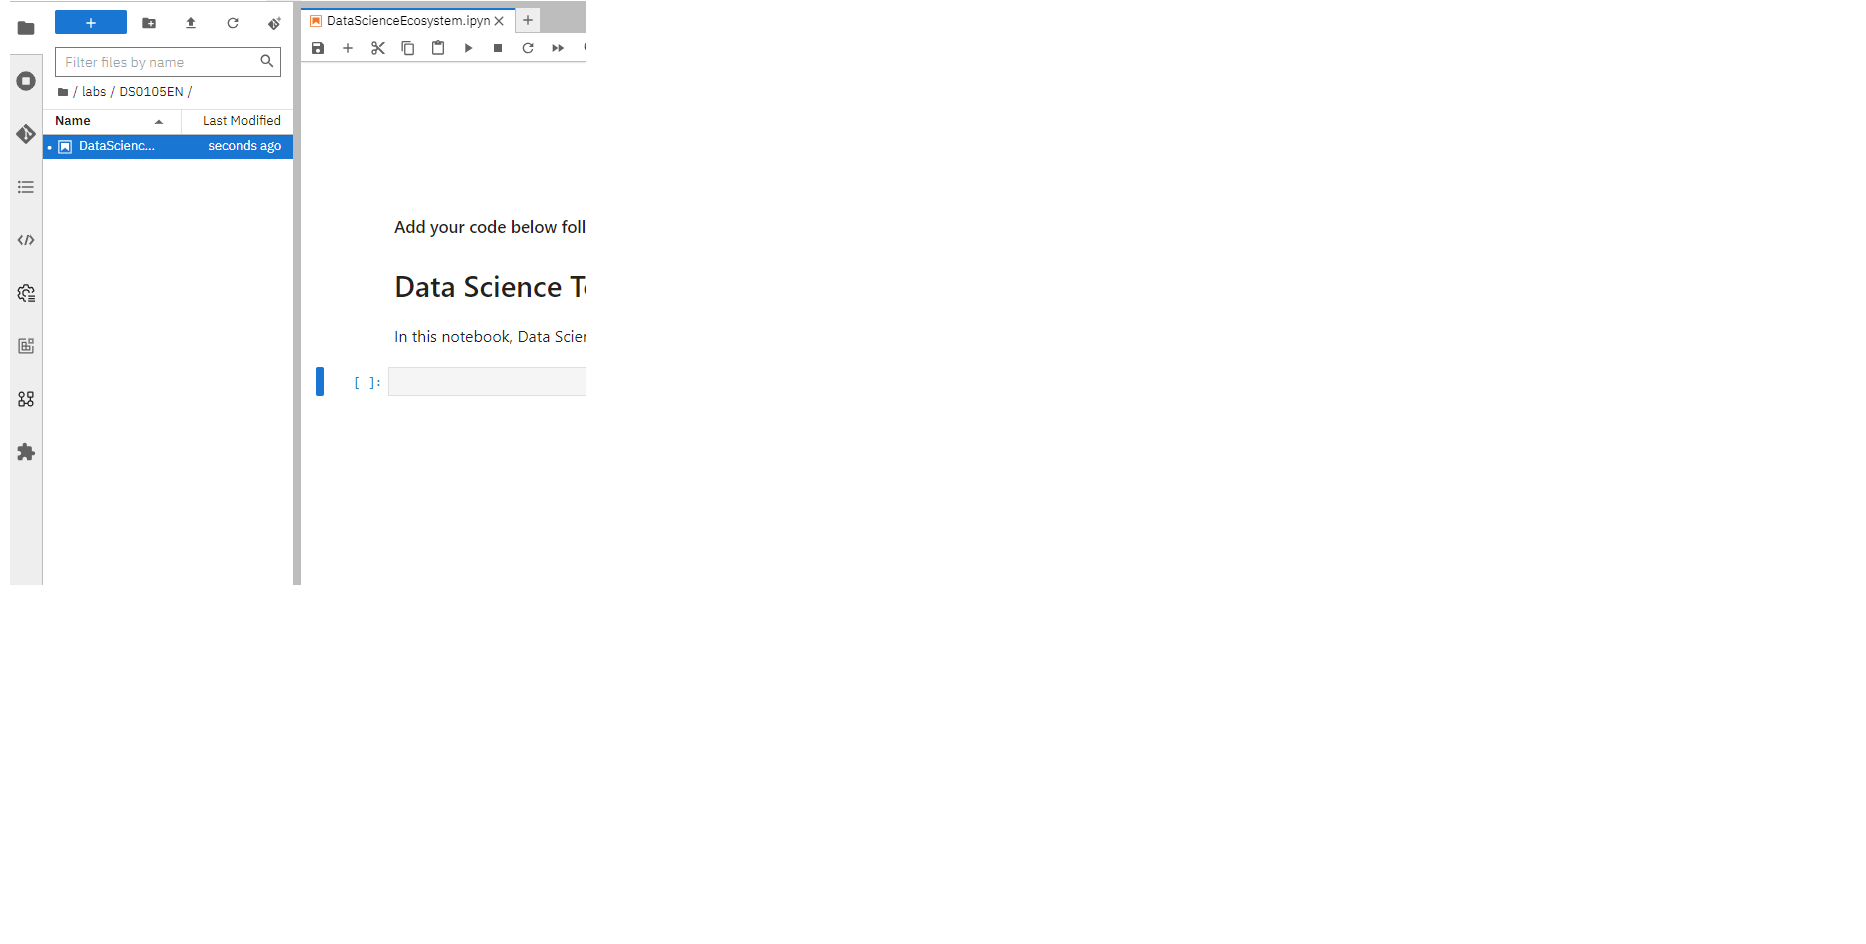 DataScienceEcosystem.ipyn
Filter files by name
/ labs / DS0105EN /
Name Last Modified
DataScienc... seconds ago
Add your code below foll
Data Science
In this notebook, Data Scien
[ ]: